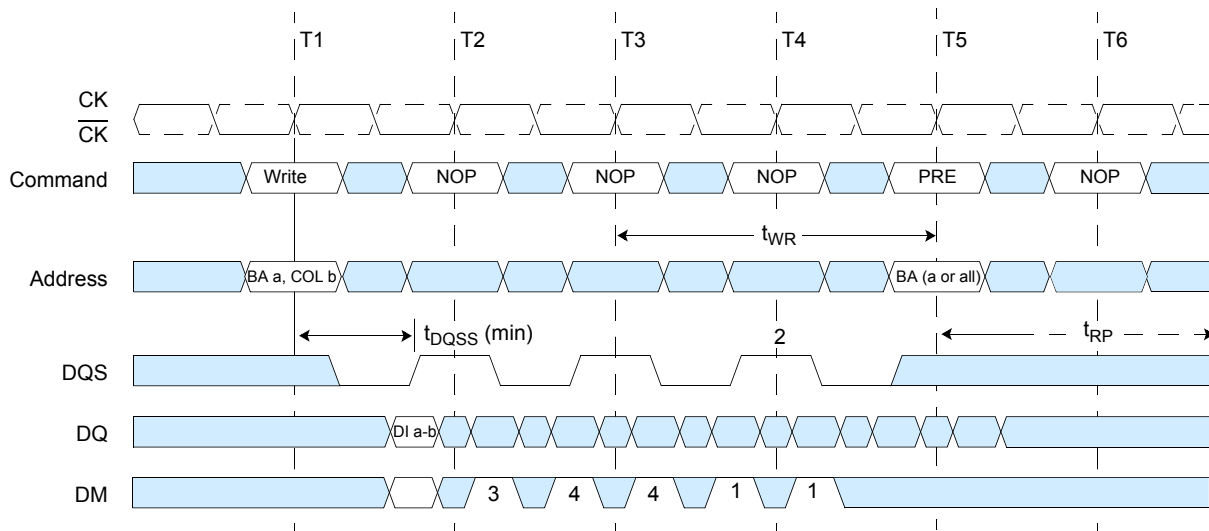 T1 T2 T3 T4 T5 T6
CK
CK
Command Write NOP NOP NOP PRE NOP
tWR
Address BA a, COL b BA (a or all)
tDQSS (min) 2 tRP
DQS
DQ DI a-b
DM 3 4 4 1 1